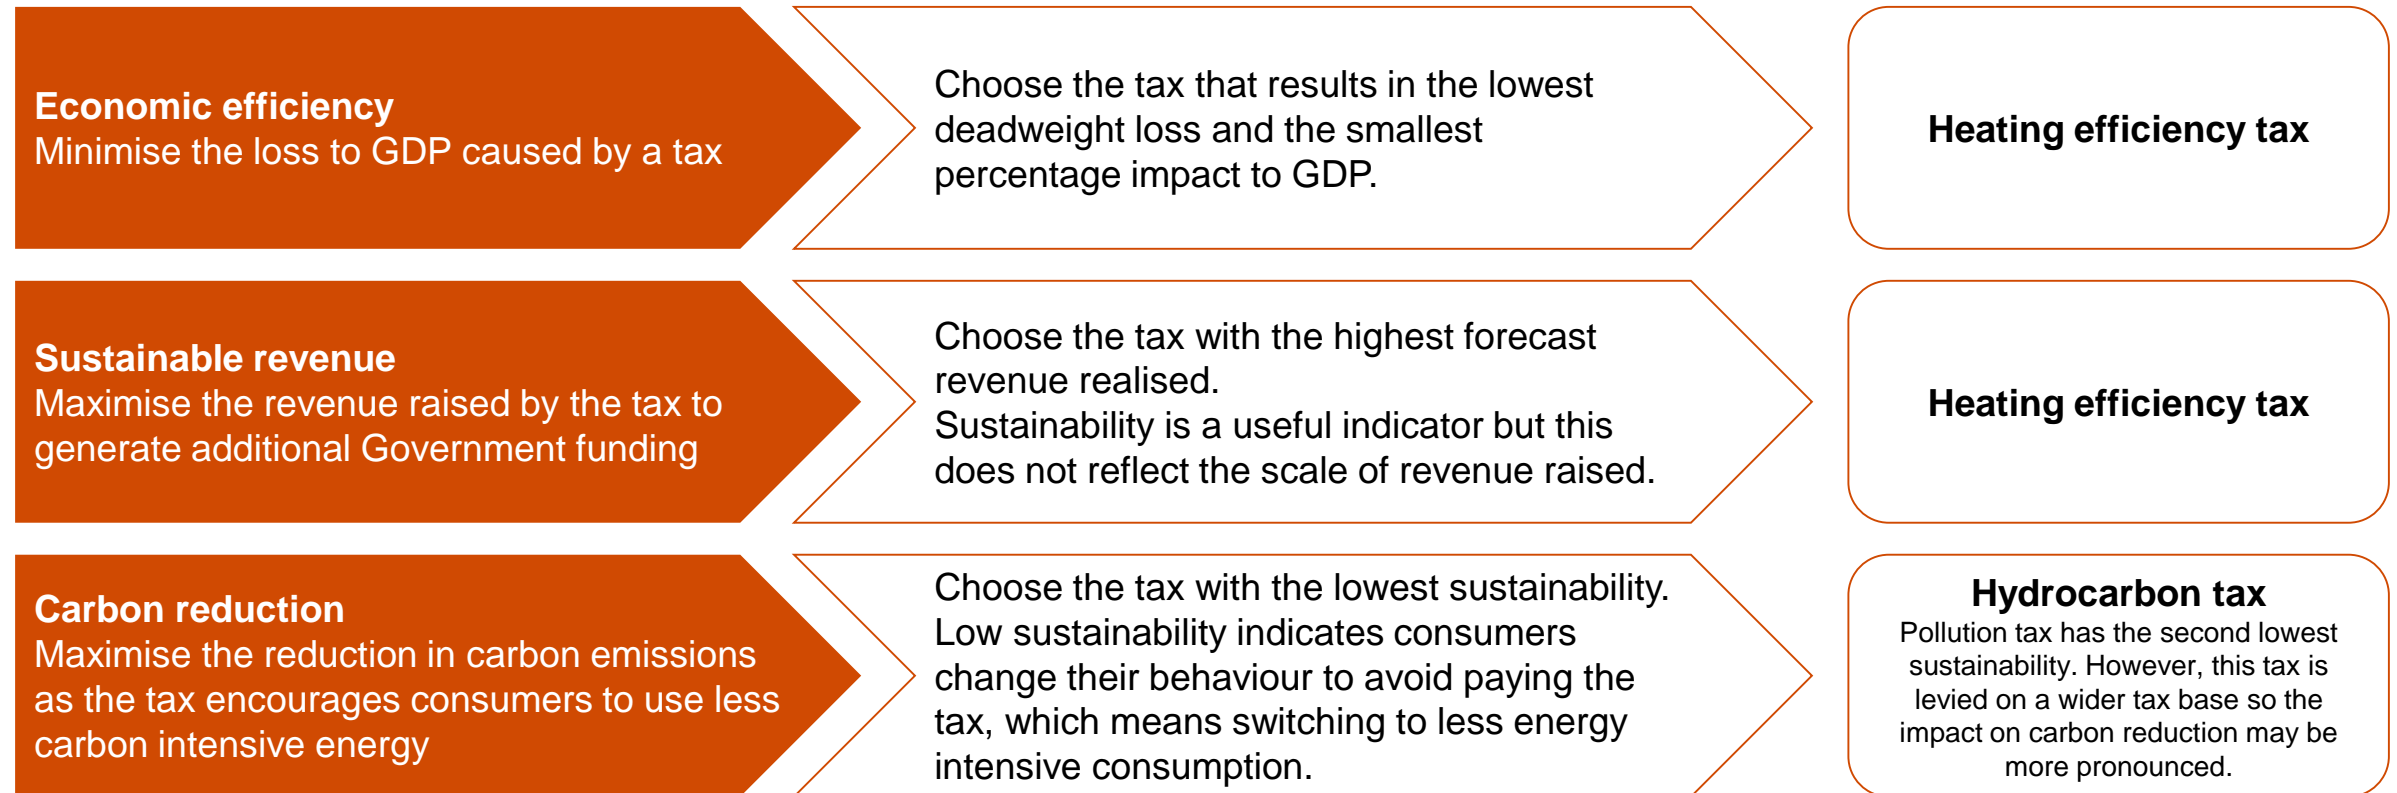 Economic efficiency
Minimise the loss to GDP caused by a tax
Choose the tax that results in the lowest
deadweight loss and the smallest
percentage impact to GDP.
Heating efficiency tax
Sustainable revenue
Maximise the revenue raised by the tax to
generate additional Government funding
Choose the tax with the highest forecast
revenue realised.
Sustainability is a useful indicator but this
does not reflect the scale of revenue raised.
Heating efficiency tax
Carbon reduction
Maximise the reduction in carbon emissions
as the tax encourages consumers to use less
carbon intensive energy
Choose the tax with the lowest sustainability.
Low sustainability indicates consumers
change their behaviour to avoid paying the
tax, which means switching to less energy
intensive consumption.
Hydrocarbon tax
Pollution tax has the second lowest
sustainability. However, this tax is
levied on a wider tax base so the
impact on carbon reduction may be
more pronounced.